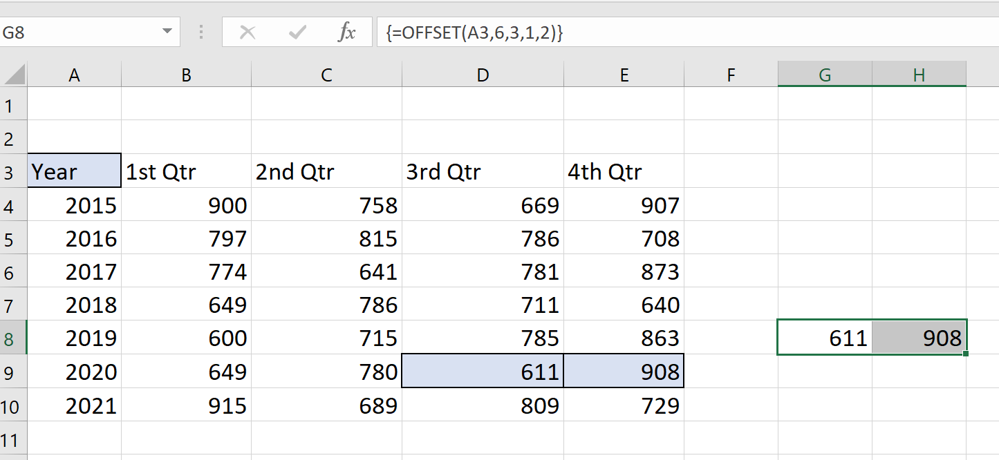 G8 fx {=OFFSET(A3,6,3,1,2)}
A B C D E F G H
1
2
3 Year 1st Qtr 2nd Qtr 3rd Qtr 4th Qtr
4 2015 900 758 669 907
5 2016 797 815 786 708
6 2017 774 641 781 873
7 2018 649 786 711 640
8 2019 600 715 785 863 611 908
9 2020 649 780 611 908
10 2021 915 689 809 729
11